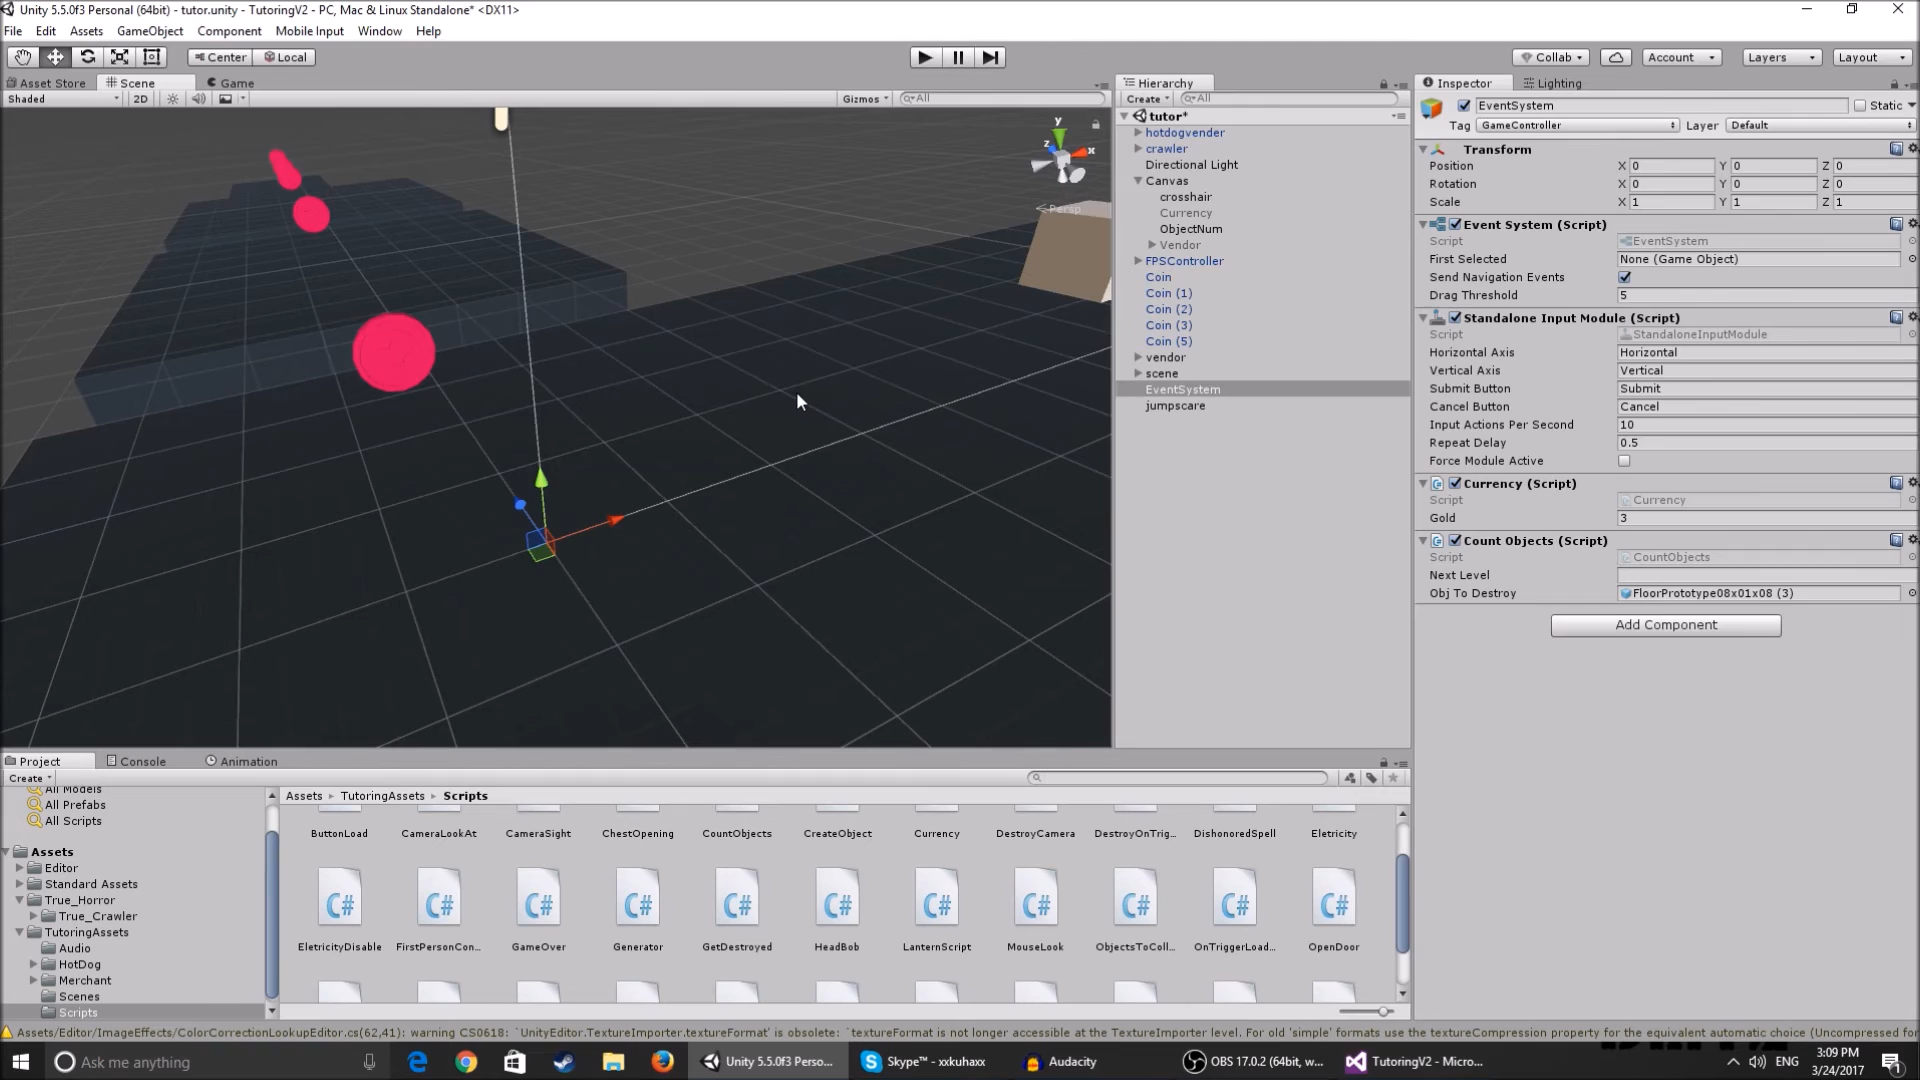 Unity 5.5.0f3 Personal (64bit) - tutor.unity - TutoringV2 - PC, Mac & Linux Standalone* <DX11>
File Edit Assets GameObject Component Mobile Input Window Help
Center Local Collab Account Layers Layout
Asset Store Scene Game
Shaded 2D Gizmos All
y
z x
Persp
Hierarchy
Create All
tutor*
hotdogvender
crawler
Directional Light
Canvas
crosshair
Currency
ObjectNum
Vendor
FPSController
Coin
Coin (1)
Coin (2)
Coin (3)
Coin (5)
vendor
scene
EventSystem
jumpscare
Inspector Lighting
EventSystem Static
Tag GameController Layer Default
Transform
Position X 0 Y 0 Z 0
Rotation X 0 Y 0 Z 0
Scale X 1 Y 1 Z 1
Event System (Script)
Script EventSystem
First Selected None (Game Object)
Send Navigation Events
Drag Threshold 5
Standalone Input Module (Script)
Script StandaloneInputModule
Horizontal Axis Horizontal
Vertical Axis Vertical
Submit Button Submit
Cancel Button Cancel
Input Actions Per Second 10
Repeat Delay 0.5
Force Module Active
Currency (Script)
Script Currency
Gold 3
Count Objects (Script)
Script CountObjects
Next Level
Obj To Destroy FloorPrototype08x01x08 (3)
Add Component
Project Console Animation
Create
All Models
All Prefabs
All Scripts
Assets
Editor
Standard Assets
True_Horror
True_Crawler
TutoringAssets
Audio
HotDog
Merchant
Scenes
Scripts
Assets TutoringAssets Scripts
ButtonLoad CameraLookAt CameraSight ChestOpening CountObjects CreateObject Currency DestroyCamera DestroyOnTrig... DishonoredSpell Eletricity
C# C# C# C# C# C# C# C# C# C# C#
EletricityDisable FirstPersonCon... GameOver Generator GetDestroyed HeadBob LanternScript MouseLook ObjectsToColl... OnTriggerLoad... OpenDoor
Assets/Editor/ImageEffects/ColorCorrectionLookupEditor.cs(62,41): warning CS0618: `UnityEditor.TextureImporter.textureFormat' is obsolete: `textureFormat is not longer accessible at the TextureImporter level. For old 'simple' formats use the textureCompression property for the equivalent automatic choice (Uncompressed for
Ask me anything Unity 5.5.0f3 Perso... Skype™ - xxkuhaxx Audacity OBS 17.0.2 (64bit, w... TutoringV2 - Micro... ENG 3:09 PM
3/24/2017